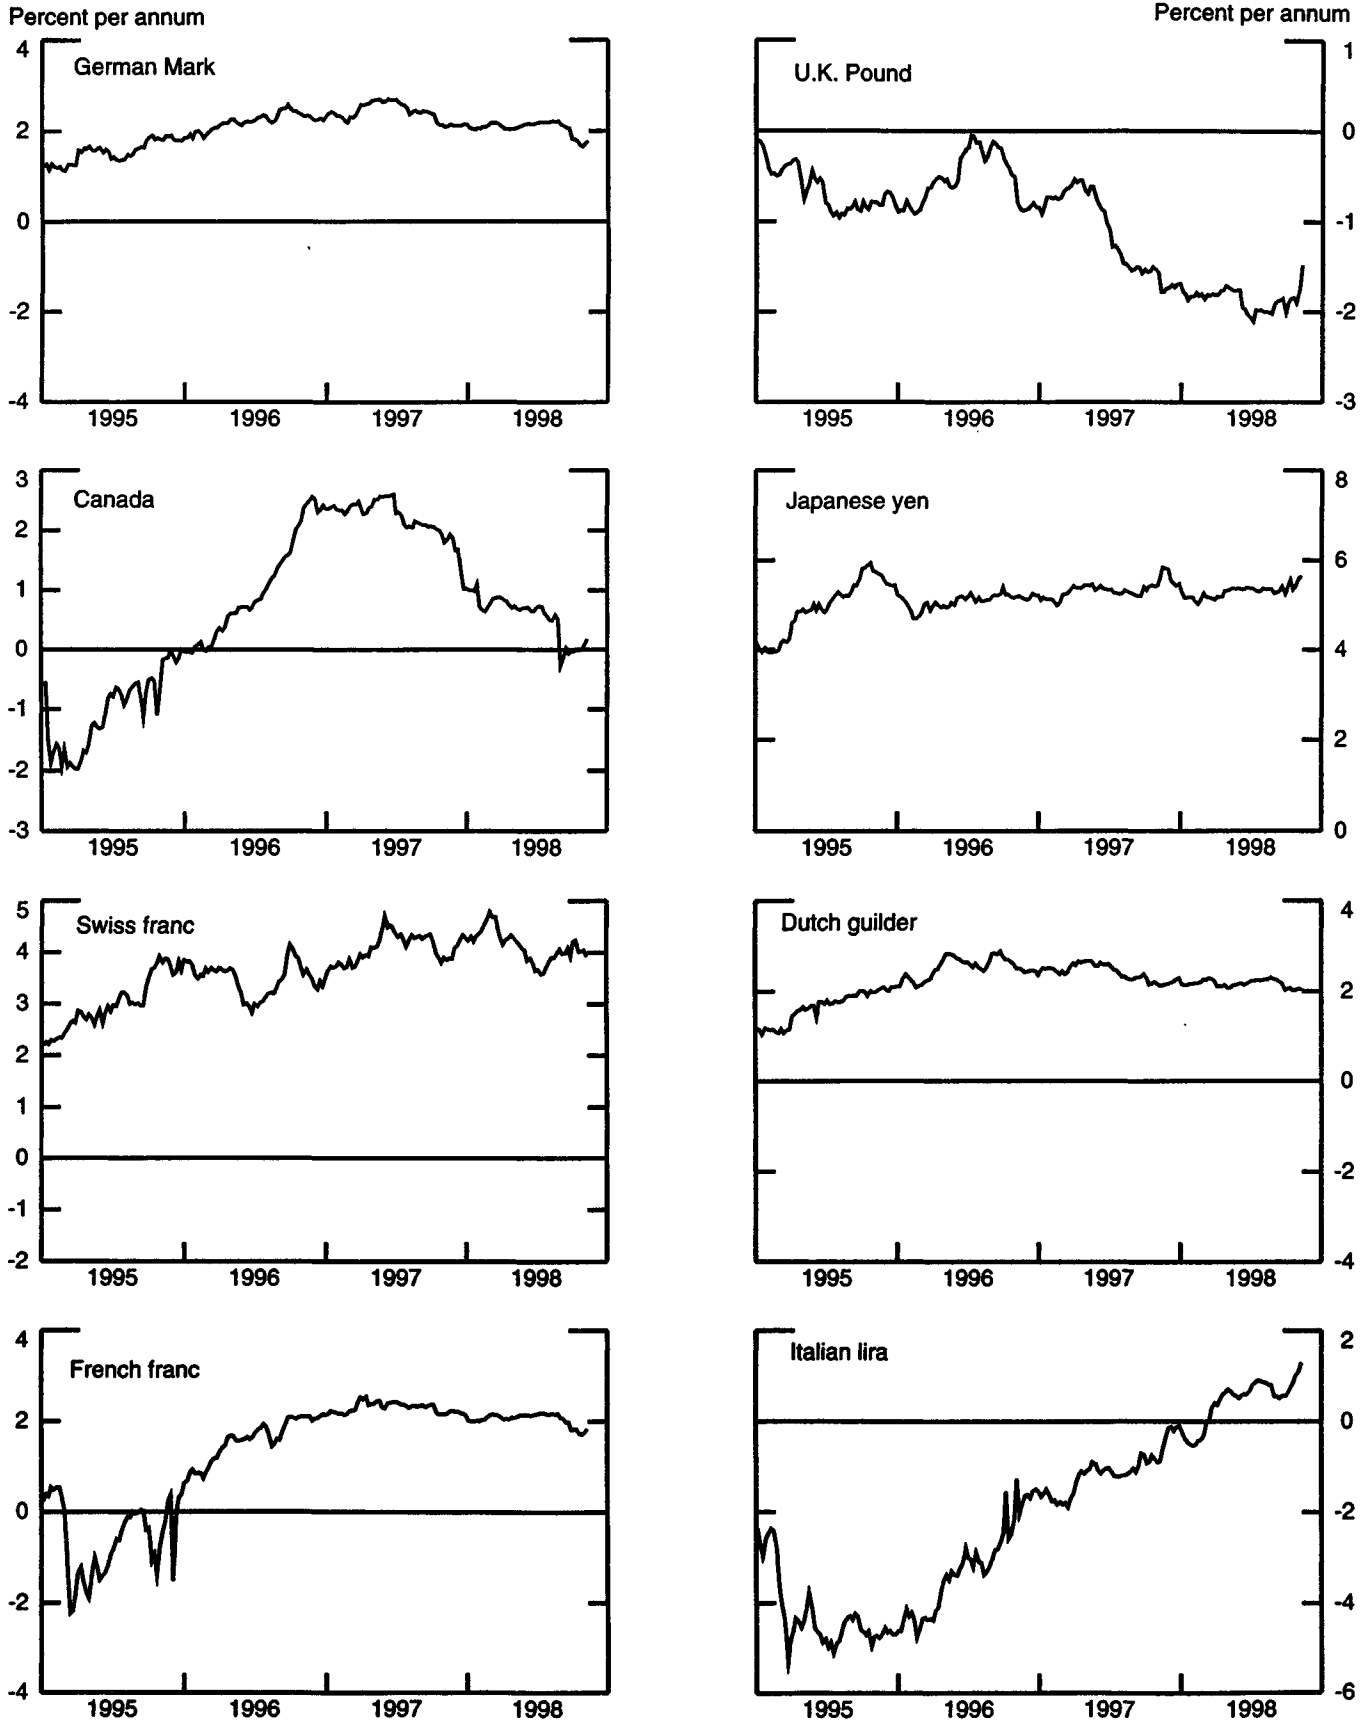 Percent per annum
Percent per annum
German Mark
4
2
0
-2
-4
1995 1996 1997 1998
U.K. Pound
1
0
-1
-2
-3
1995 1996 1997 1998
Canada
3
2
1
0
-1
-2
-3
1995 1996 1997 1998
Japanese yen
8
6
4
2
0
1995 1996 1997 1998
Swiss franc
5
4
3
2
1
0
-1
-2
1995 1996 1997 1998
Dutch guilder
4
2
0
-2
-4
1995 1996 1997 1998
French franc
4
2
0
-2
-4
1995 1996 1997 1998
Italian lira
2
0
-2
-4
-6
1995 1996 1997 1998